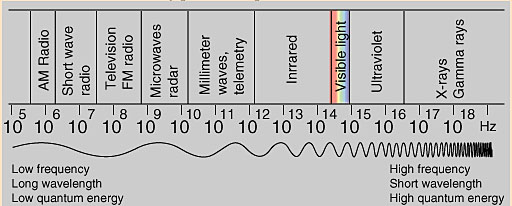 AM Radio
Short wave
radio
Television
FM radio
Microwaves
radar
Millimeter
waves,
telemetry
Inrrared
Visible light
Ultraviolet
X-rays
Gamma rays
10 5 10 6 10 7 10 8 10 9 10 10 10 11 10 12 10 13 10 14 10 15 10 16 10 17 10 18 Hz
Low frequency
Long wavelength
Low quantum energy
High frequency
Short wavelength
High quantum energy